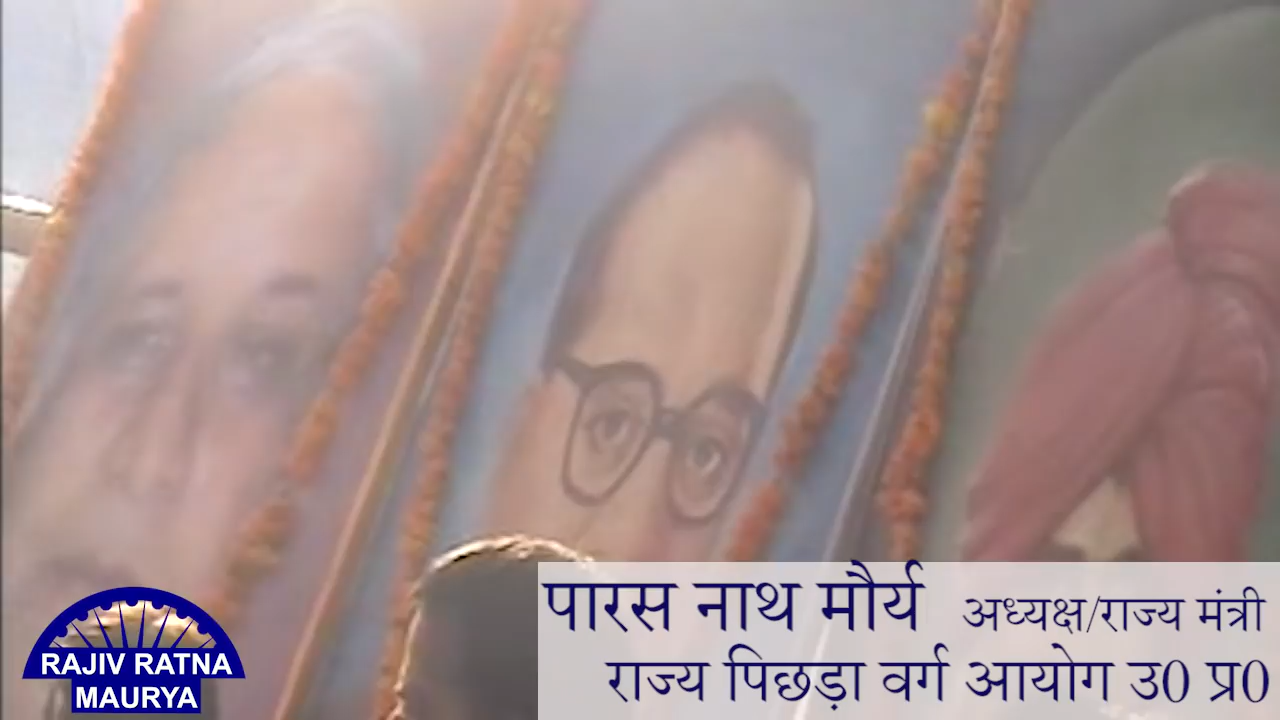 पारस नाथ मौर्य अध्यक्ष/राज्य मंत्री
राज्य पिछड़ा वर्ग आयोग उ0 प्र0
RAJIV RATNA
MAURYA